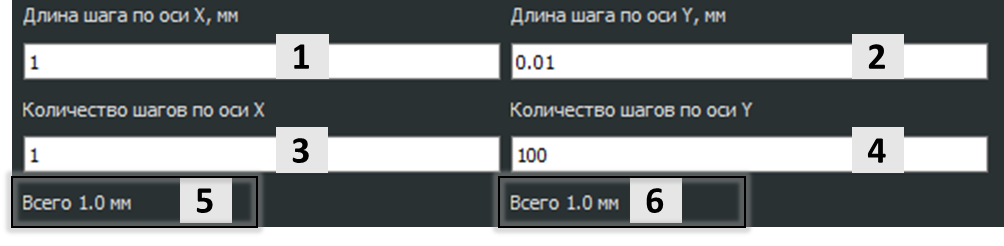 Длина шага по оси X, мм Длина шага по оси Y, мм
1 1 0.01 2
Количество шагов по оси X Количество шагов по оси Y
1 3 100 4
Всего 1.0 мм 5 Всего 1.0 мм 6